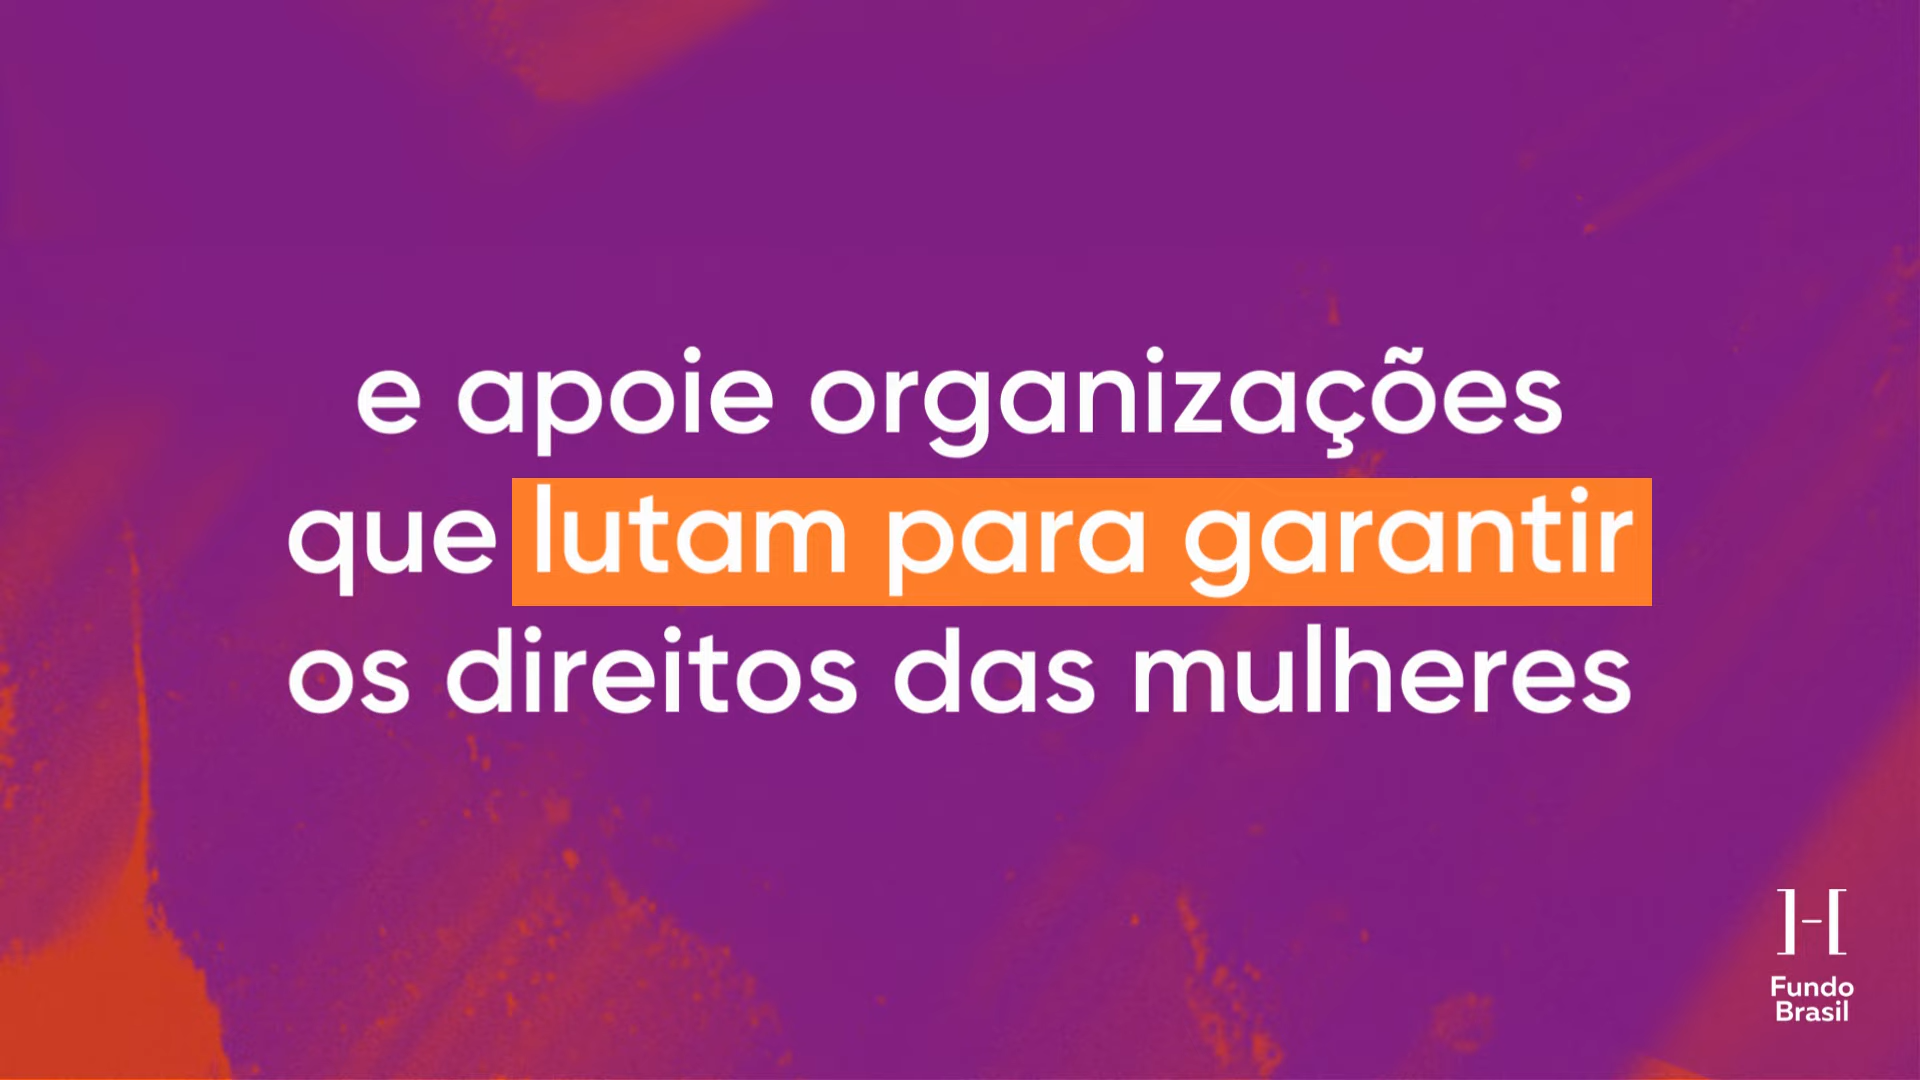 e apoie organizações
que lutam para garantir
os direitos das mulheres
Fundo
Brasil